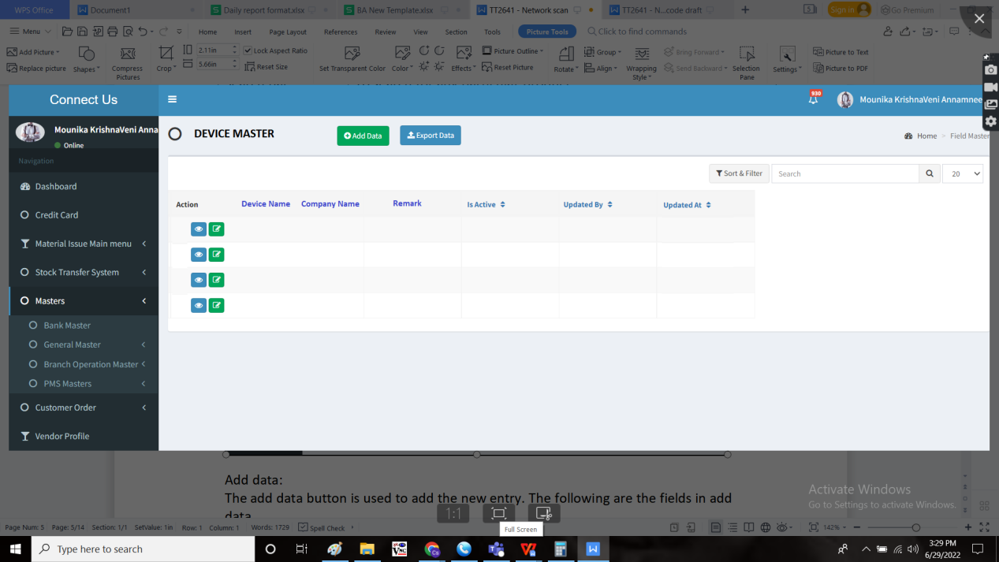 WPS Office
Document1
Daily report format.xlsx
BA New Template.xlsx
TT2641 - Network scan
TT2641 - N...code draft
Sign in
Go Premium
Menu
Home
Insert
Page Layout
References
Review
View
Section
Tools
Picture Tools
Click to find commands
Add Picture
Replace picture
Shapes
Compress
Pictures
Crop
2.11in
5.66in
Lock Aspect Ratio
Reset Size
Set Transparent Color
Color
Effects
Picture Outline
Reset Picture
Rotate
Group
Align
Wrapping
Style
Bring Forward
Send Backward
Selection
Pane
Settings
Picture to Text
Picture to PDF
Connect Us
930
Mounika KrishnaVeni Annamnee
Mounika KrishnaVeni Anna
Online
DEVICE MASTER
Add Data
Export Data
Home > Field Master
Navigation
Dashboard
Credit Card
Material Issue Main menu
Stock Transfer System
Masters
Bank Master
General Master
Branch Operation Master
PMS Masters
Customer Order
Vendor Profile
Sort & Filter
Search
20
Action
Device Name
Company Name
Remark
Is Active
Updated By
Updated At
Add data:
The add data button is used to add the new entry. The following are the fields in add
data
1:1
Full Screen
Activate Windows
Go to Settings to activate Windows.
Page Num: 5
Page: 5/14
Section: 1/1
SetValue: 1in
Row: 1
Column: 1
Words: 1729
Spell Check
142%
Type here to search
3:29 PM
6/29/2022